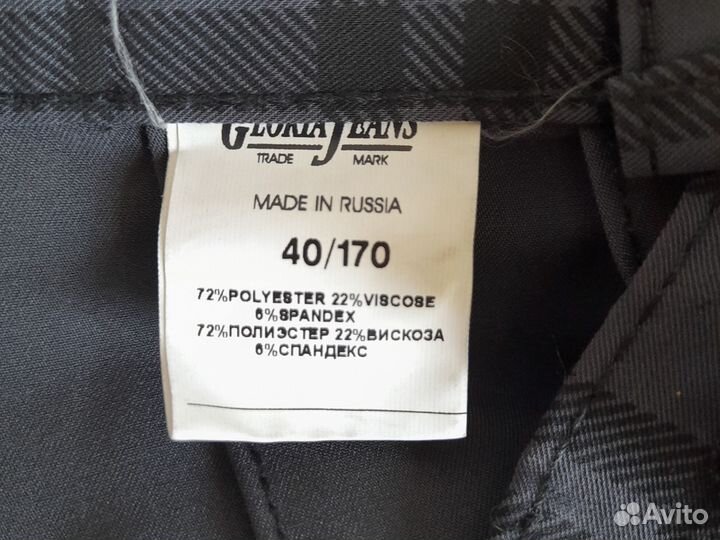 GLORIA JEANS
TRADE MARK
MADE IN RUSSIA
40/170
72%POLYESTER 22%VISCOSE
6%SPANDEX
72%ПОЛИЭСТЕР 22%ВИСКОЗА
6%СПАНДЕКС
Avito